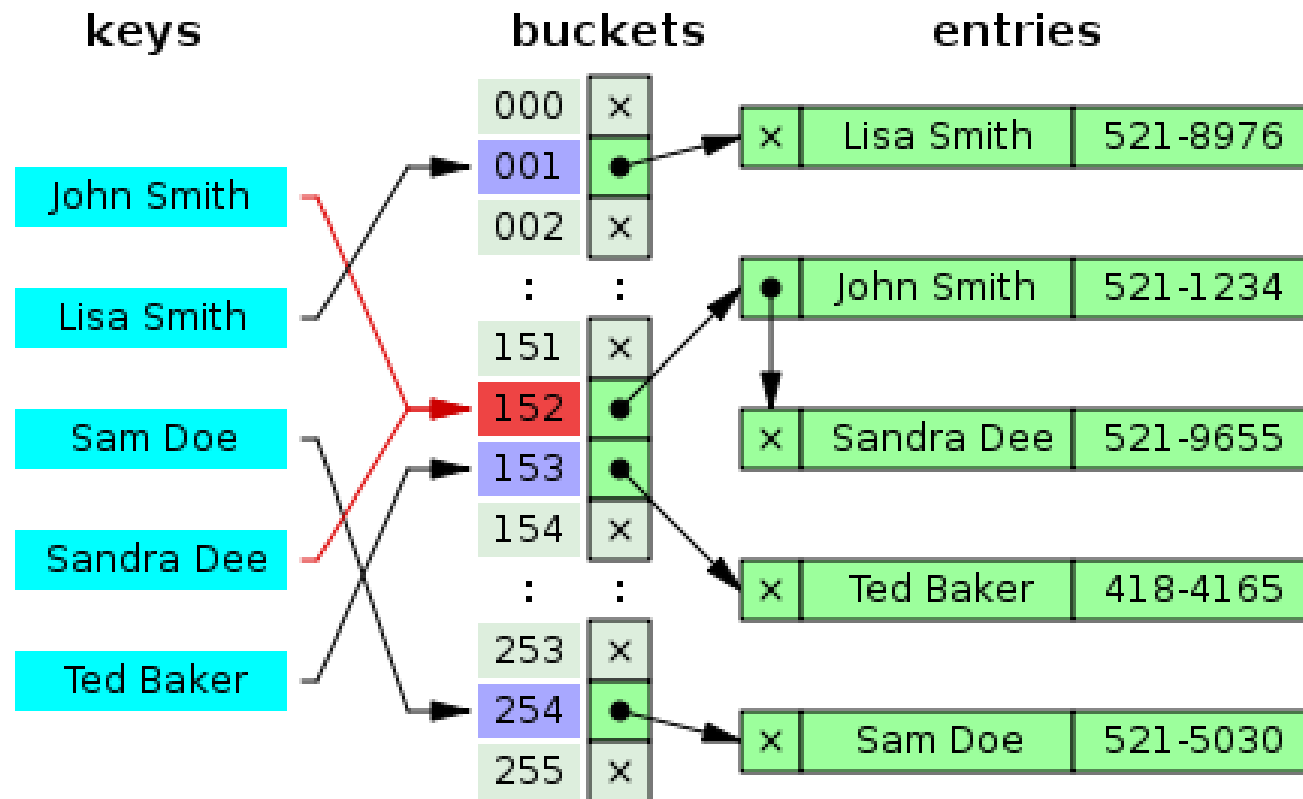 keys
buckets
entries
John Smith
Lisa Smith
Sam Doe
Sandra Dee
Ted Baker
000 ×
001
002 ×
: :
151 ×
152
153
154 ×
: :
253 ×
254
255 ×
× Lisa Smith 521-8976
John Smith 521-1234
× Sandra Dee 521-9655
× Ted Baker 418-4165
× Sam Doe 521-5030